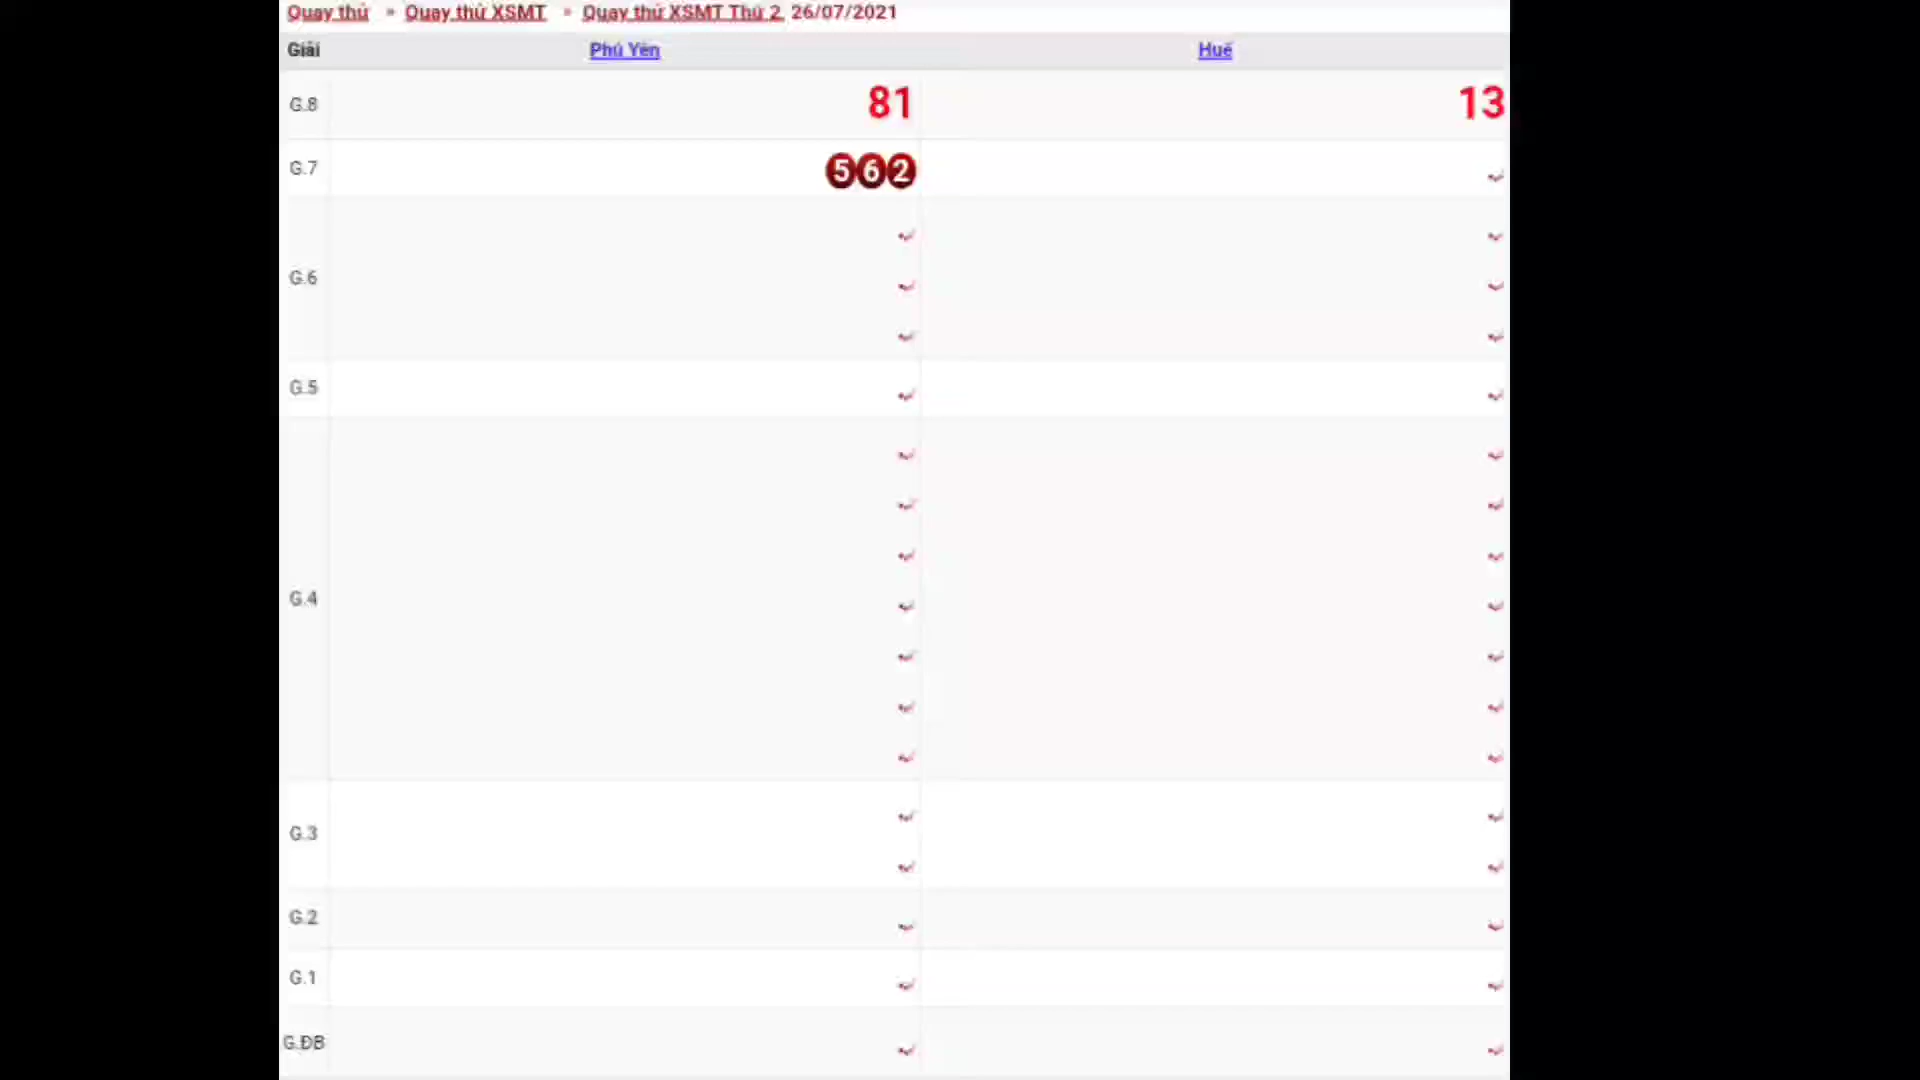 Quay thử » Quay thử XSMT » Quay thử XSMT Thứ 2, 26/07/2021
Giải Phú Yên Huế
G.8 81 13
G.7 562
G.6
G.5
G.4
G.3
G.2
G.1
G.ĐB